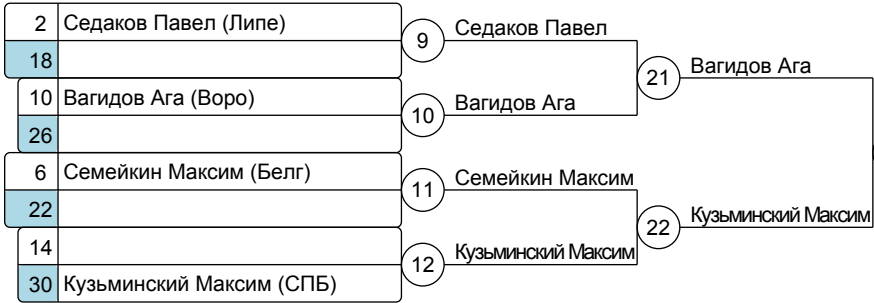 2 Седаков Павел (Липе)
9 Седаков Павел
18
21 Вагидов Ага
10 Вагидов Ага (Воро)
10 Вагидов Ага
26
6 Семейкин Максим (Белг)
11 Семейкин Максим
22
22 Кузьминский Максим
14
12 Кузьминский Максим
30 Кузьминский Максим (СПБ)